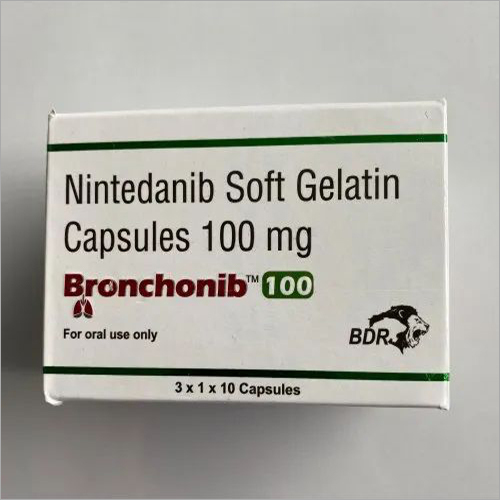 Nintedanib Soft Gelatin
Capsules 100 mg
Bronchonib™ 100
For oral use only
BDR
3 x 1 x 10 Capsules